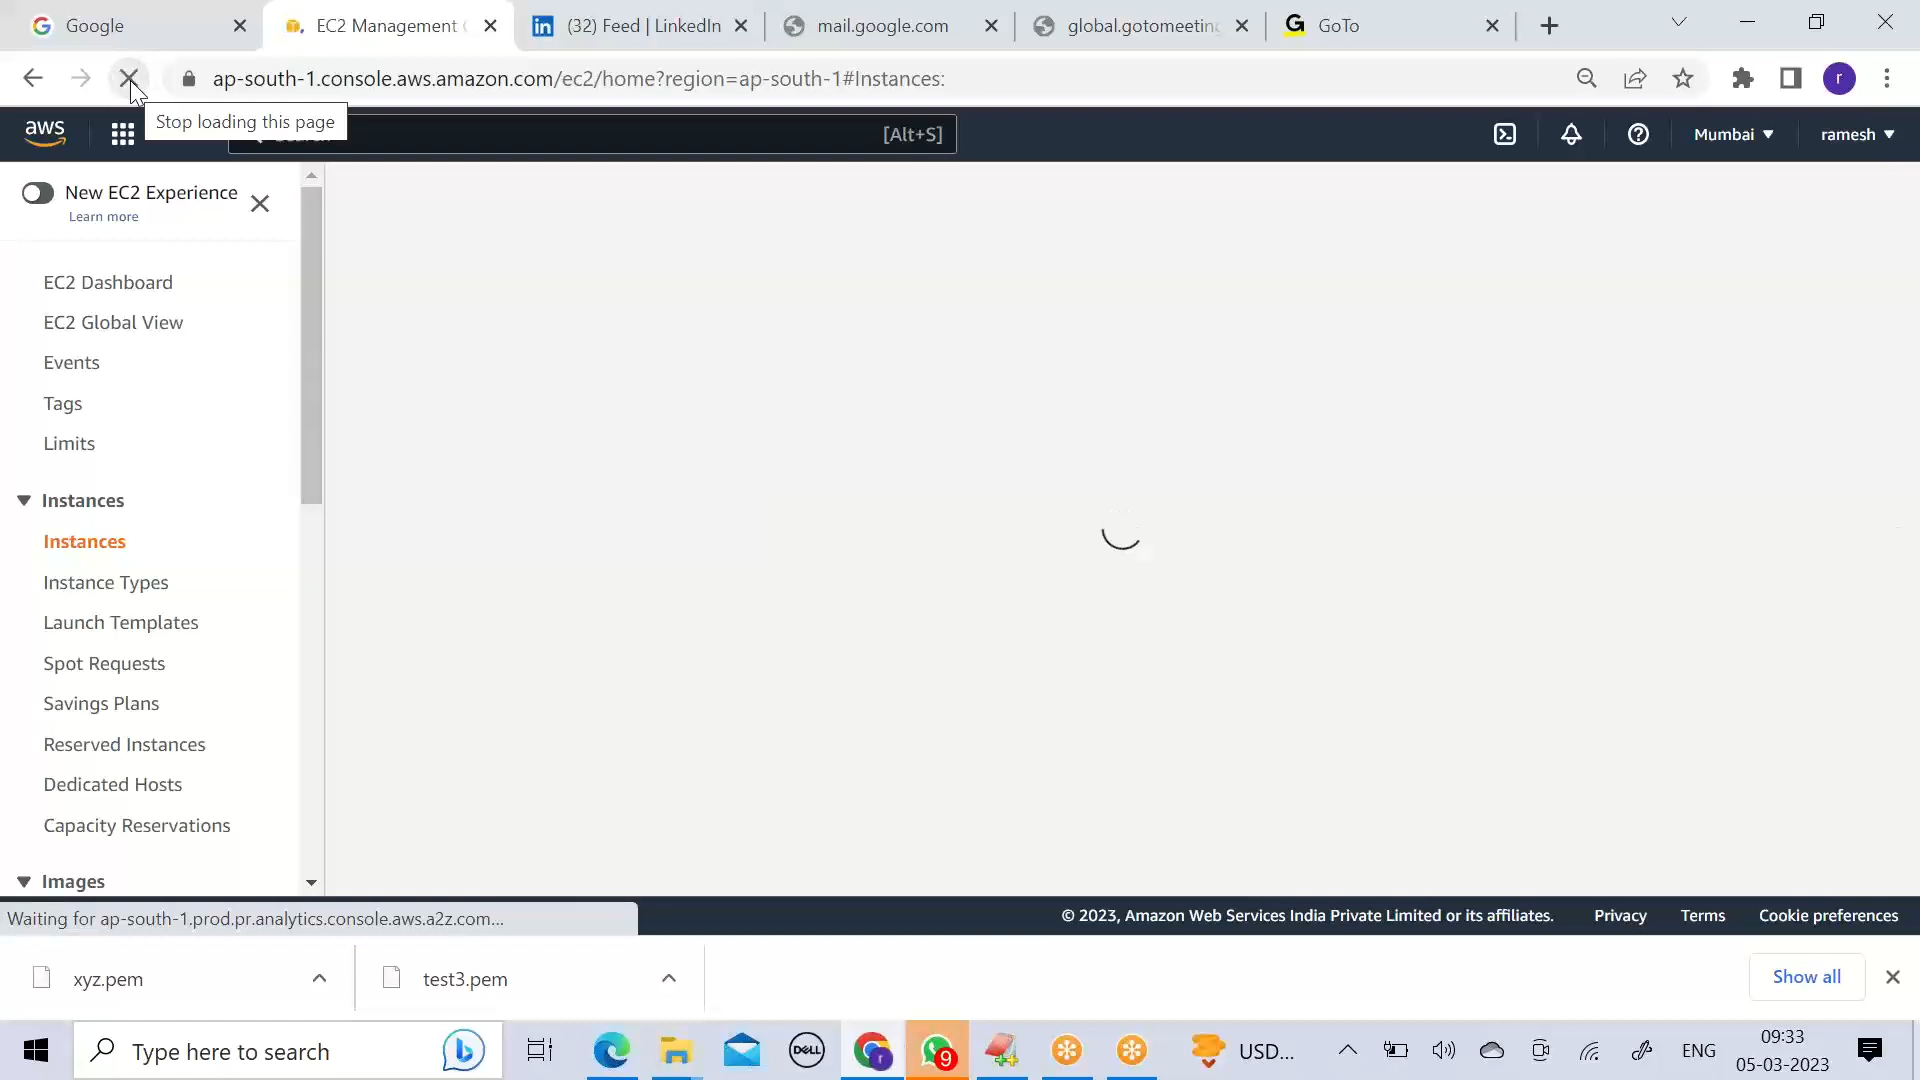 Google
EC2 Management
(32) Feed | LinkedIn
mail.google.com
global.gotomeeting
GoTo
ap-south-1.console.aws.amazon.com/ec2/home?region=ap-south-1#Instances:
r
Stop loading this page
aws
[Alt+S]
Mumbai
ramesh
New EC2 Experience
Learn more
EC2 Dashboard
EC2 Global View
Events
Tags
Limits
Instances
Instances
Instance Types
Launch Templates
Spot Requests
Savings Plans
Reserved Instances
Dedicated Hosts
Capacity Reservations
Images
Waiting for ap-south-1.prod.pr.analytics.console.aws.a2z.com...
© 2023, Amazon Web Services India Private Limited or its affiliates.
Privacy
Terms
Cookie preferences
xyz.pem
test3.pem
Show all
Type here to search
DELL
r
9
USD...
ENG
09:33
05-03-2023